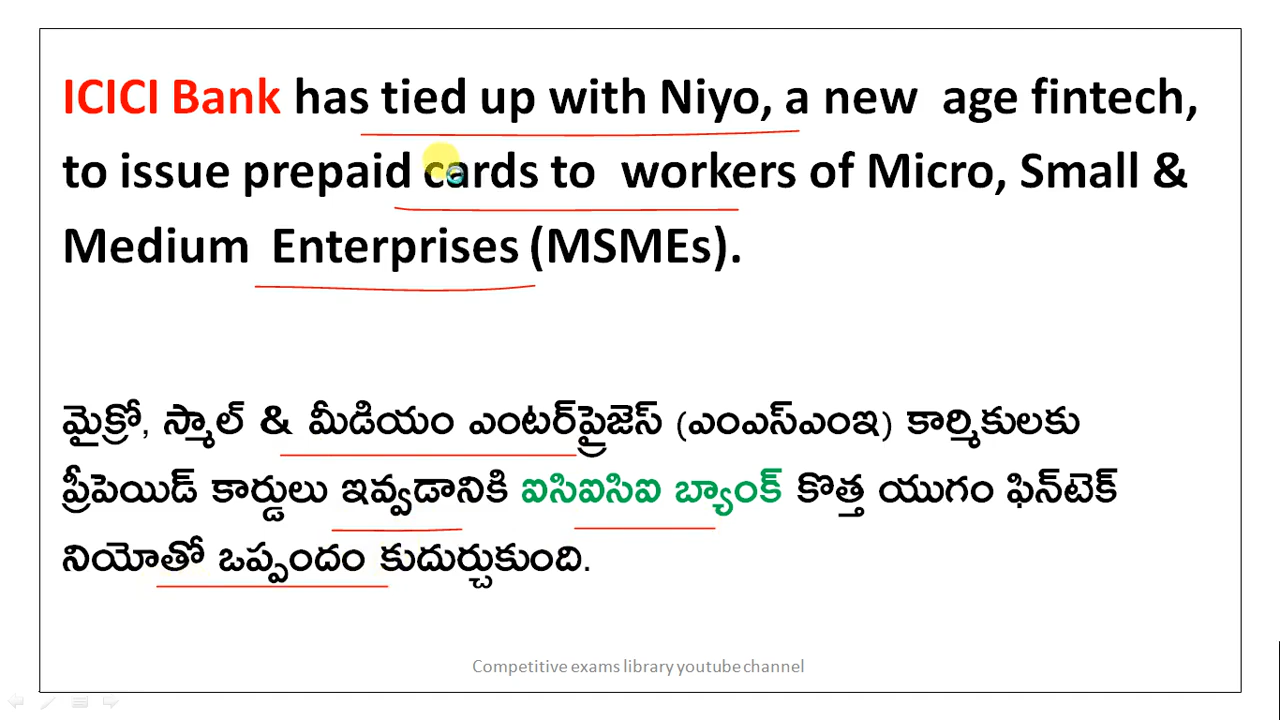 ICICI Bank has tied up with Niyo, a new age fintech,
to issue prepaid cards to workers of Micro, Small &
Medium Enterprises (MSMEs).
మైక్రో, స్మాల్ & మీడియం ఎంటర్‌ప్రైజెస్ (ఎంఎస్ఎంఇ) కార్మికులకు
ప్రీపెయిడ్ కార్డులు ఇవ్వడానికి ఐసిఐసిఐ బ్యాంక్ కొత్త యుగం ఫిన్‌టెక్
నియోతో ఒప్పందం కుదుర్చుకుంది.
Competitive exams library youtube channel